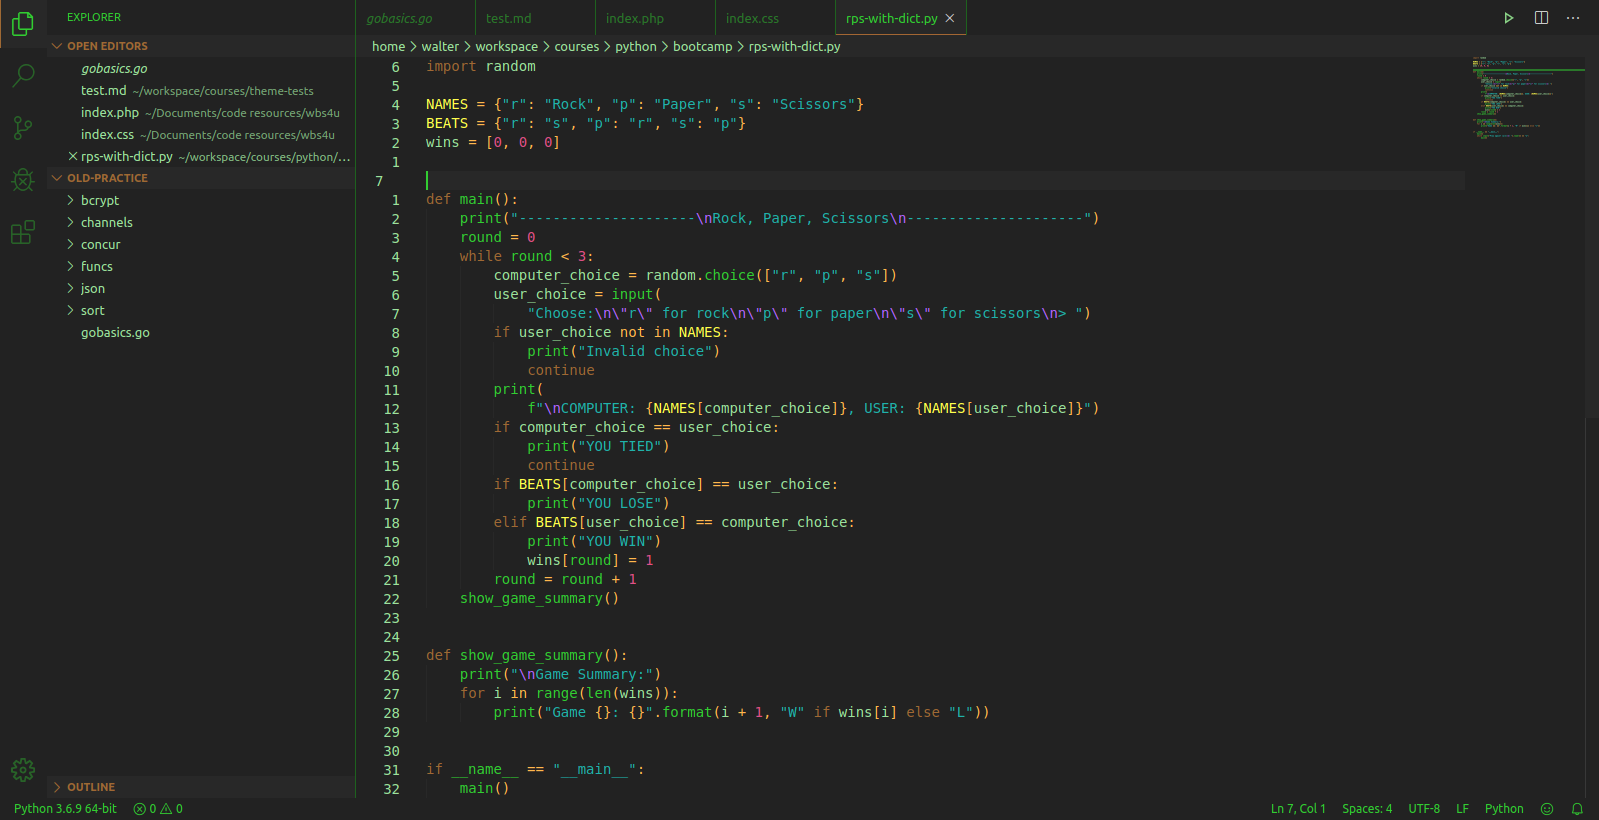 EXPLORER
OPEN EDITORS
gobasics.go
test.md ~/workspace/courses/theme-tests
index.php ~/Documents/code resources/wbs4u
index.css ~/Documents/code resources/wbs4u
rps-with-dict.py ~/workspace/courses/python/...
OLD-PRACTICE
bcrypt
channels
concur
funcs
json
sort
gobasics.go
OUTLINE
gobasics.go test.md index.php index.css rps-with-dict.py
home > walter > workspace > courses > python > bootcamp > rps-with-dict.py
6 import random
5
4 NAMES = {"r": "Rock", "p": "Paper", "s": "Scissors"}
3 BEATS = {"r": "s", "p": "r", "s": "p"}
2 wins = [0, 0, 0]
1
7
1 def main():
2     print("---------------------\nRock, Paper, Scissors\n---------------------")
3     round = 0
4     while round < 3:
5         computer_choice = random.choice(["r", "p", "s"])
6         user_choice = input(
7             "Choose:\n\"r\" for rock\n\"p\" for paper\n\"s\" for scissors\n> ")
8         if user_choice not in NAMES:
9             print("Invalid choice")
10             continue
11         print(
12             f"\nCOMPUTER: {NAMES[computer_choice]}, USER: {NAMES[user_choice]}")
13         if computer_choice == user_choice:
14             print("YOU TIED")
15             continue
16         if BEATS[computer_choice] == user_choice:
17             print("YOU LOSE")
18         elif BEATS[user_choice] == computer_choice:
19             print("YOU WIN")
20             wins[round] = 1
21         round = round + 1
22     show_game_summary()
23
24
25 def show_game_summary():
26     print("\nGame Summary:")
27     for i in range(len(wins)):
28         print("Game {}: {}".format(i + 1, "W" if wins[i] else "L"))
29
30
31 if __name__ == "__main__":
32     main()
Python 3.6.9 64-bit 0 0 Ln 7, Col 1 Spaces: 4 UTF-8 LF Python